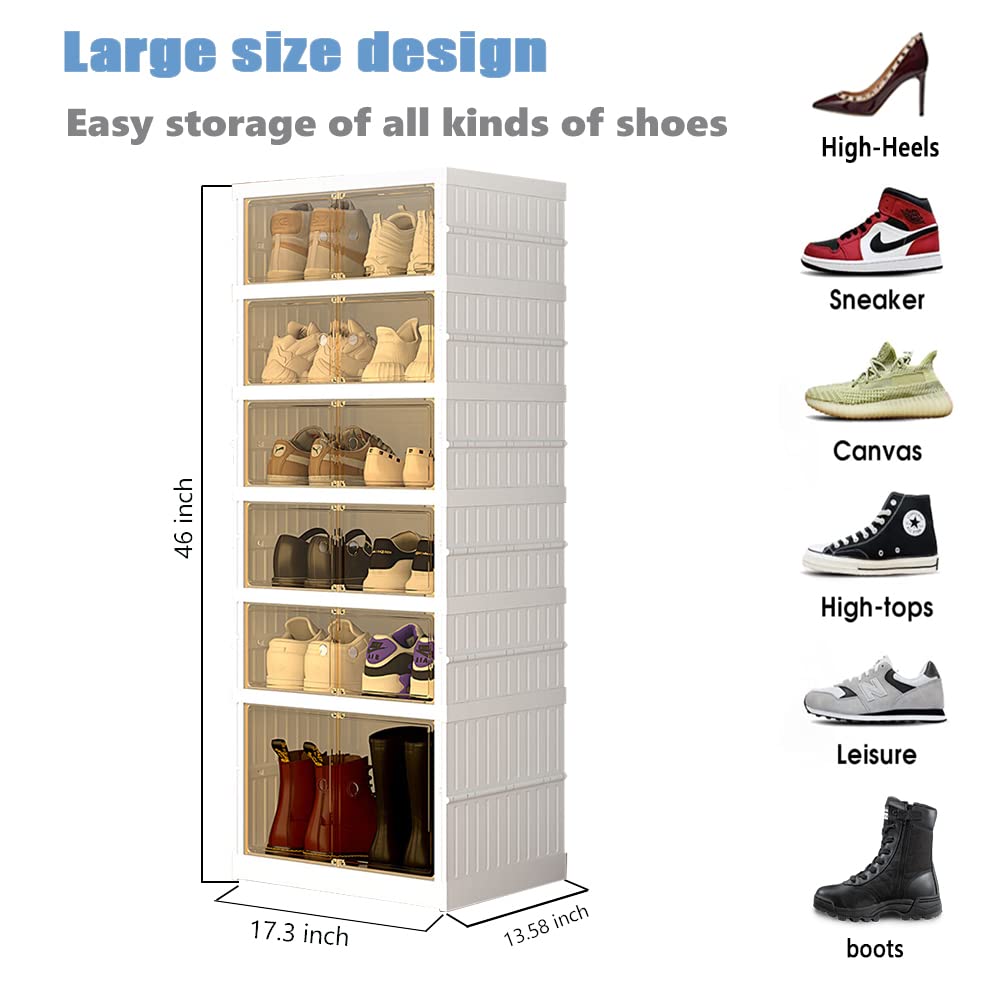 Large size design
Easy storage of all kinds of shoes
High-Heels
Sneaker
Canvas
High-tops
Leisure
boots
46 inch
17.3 inch
13.58 inch